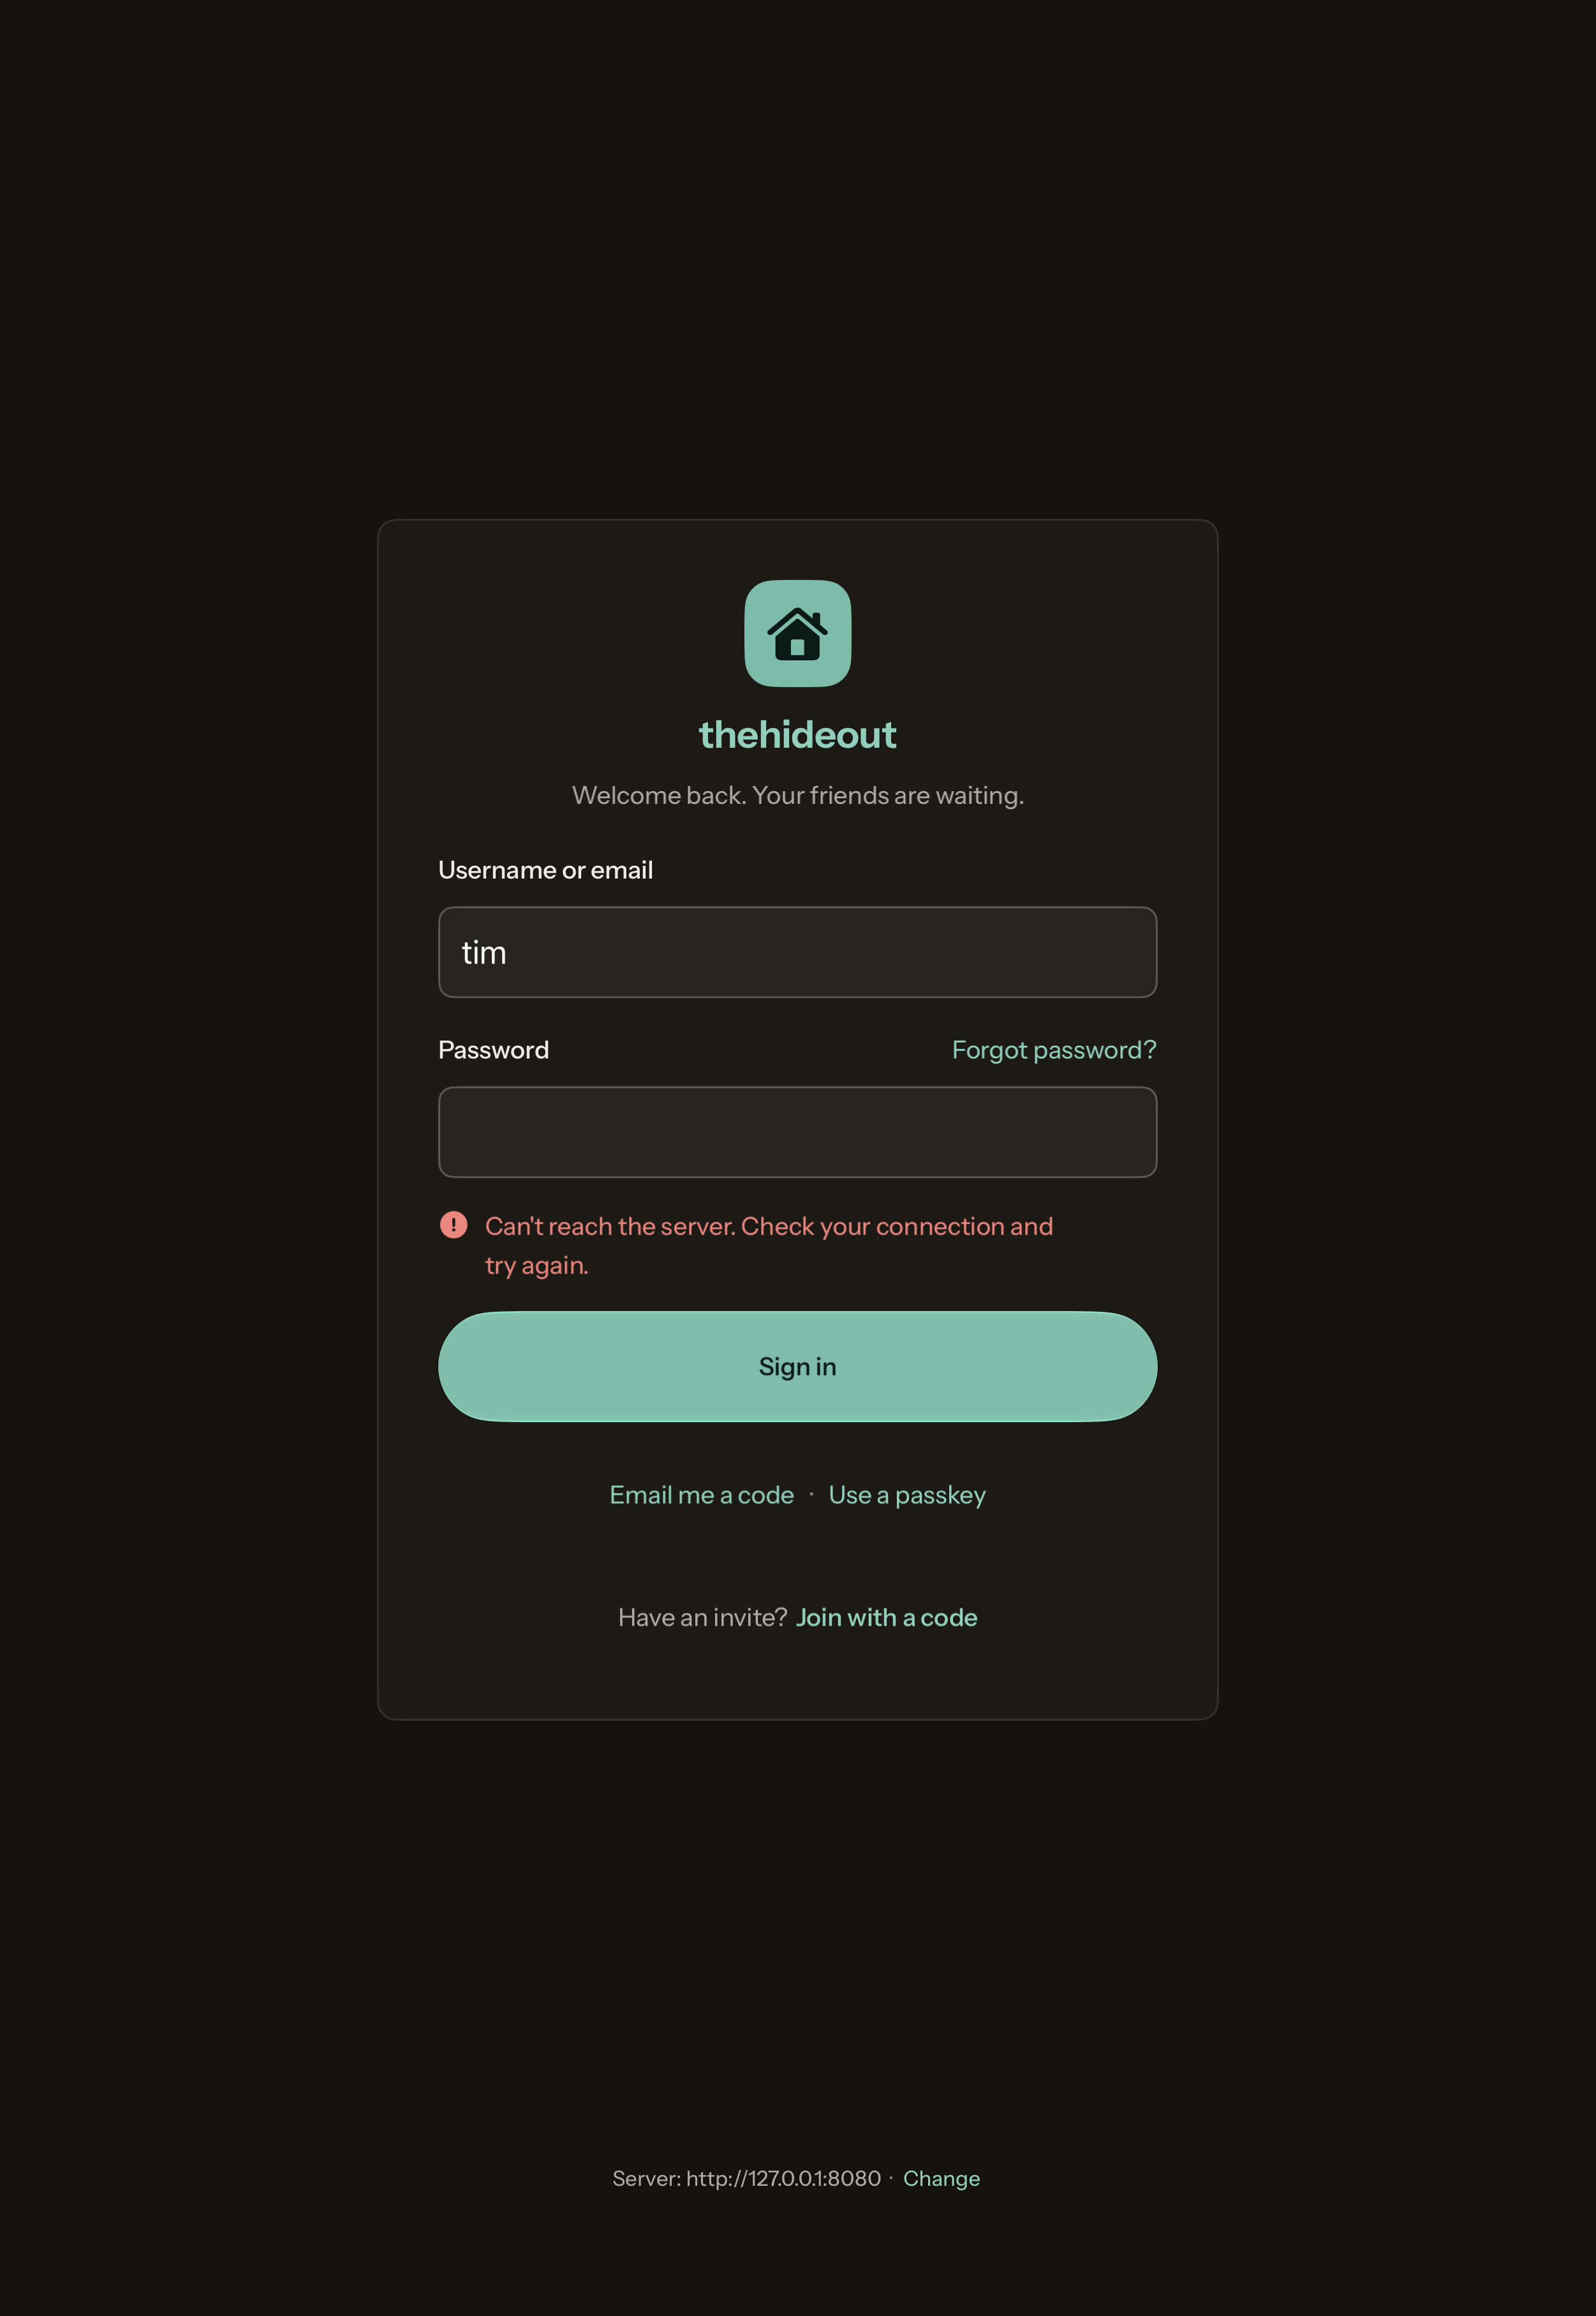 thehideout
Welcome back. Your friends are waiting.
Username or email
tim
Password Forgot password?
Can't reach the server. Check your connection and
try again.
Sign in
Email me a code · Use a passkey
Have an invite? Join with a code
Server: http://127.0.0.1:8080 · Change